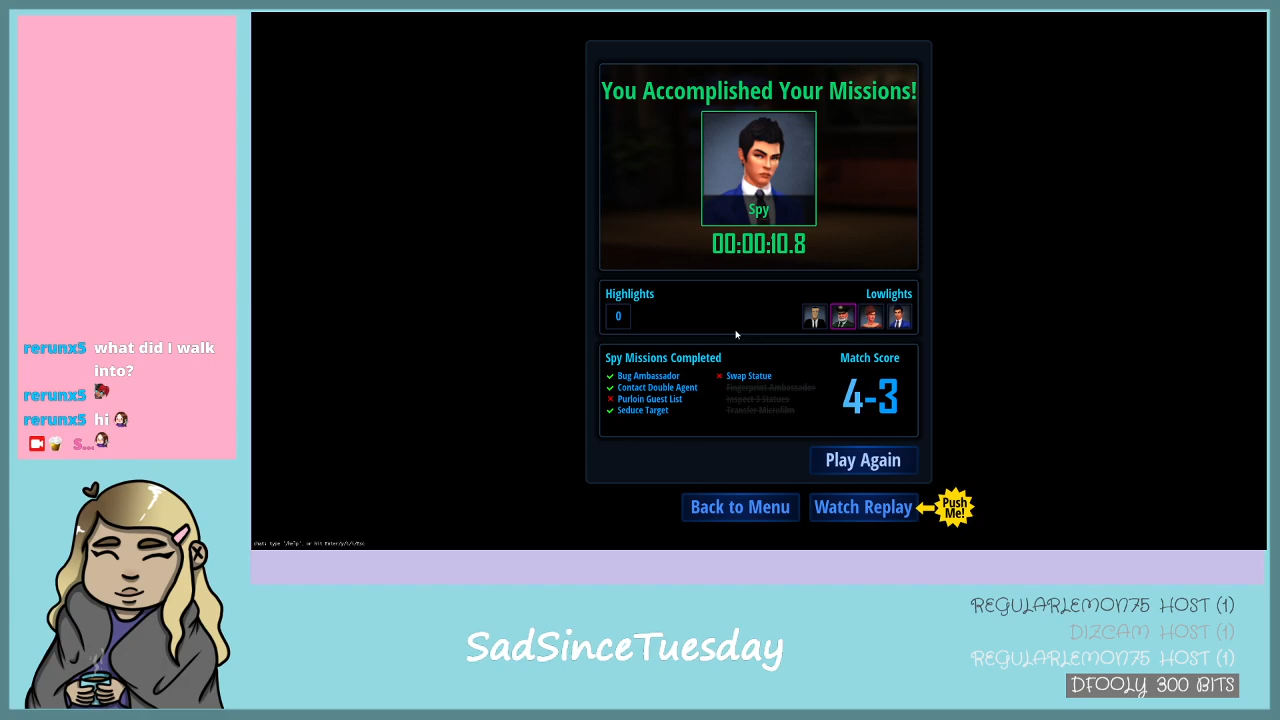 You Accomplished Your Missions!
Spy
00:00:10.8
Highlights
Lowlights
0
Spy Missions Completed
Match Score
Bug Ambassador
Swap Statue
Contact Double Agent
Fingerprint Ambassador
Purloin Guest List
Inspect 3 Statues
Seduce Target
Transfer Microfilm
4-3
Play Again
Back to Menu
Watch Replay
Push Me!
rerunx5 what did I walk
into?
rerunx5
rerunx5 hi
S...
SadSinceTuesday
REGULARLEMON75 HOST (1)
DIZCAM HOST (1)
REGULARLEMON75 HOST (1)
DFOOLY 300 BITS